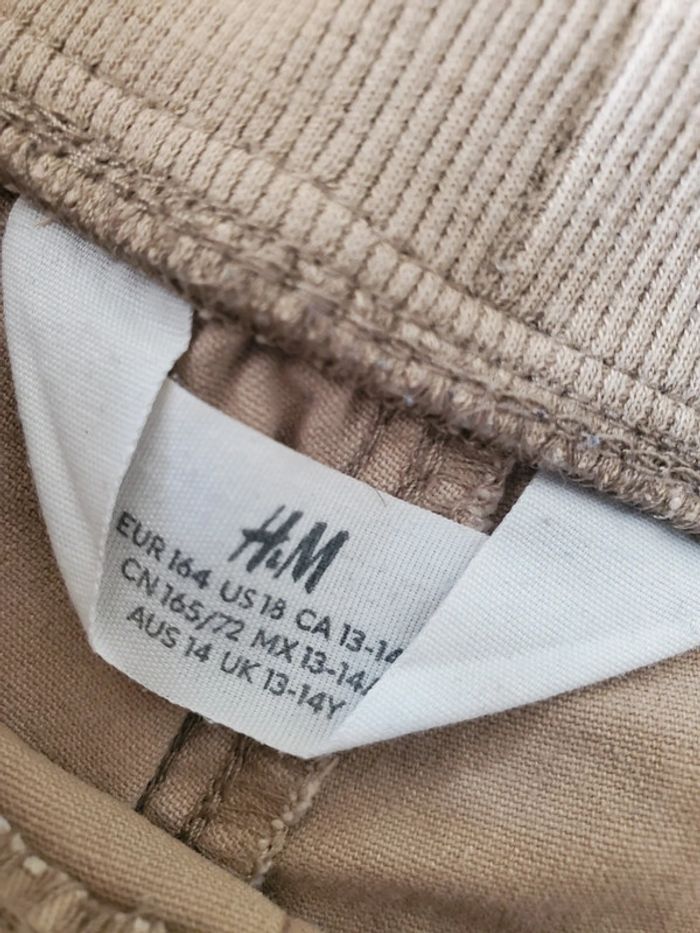 H&M
EUR 164 US 18 CA 13-14
CN 165/72 MX 13-14
AUS 14 UK 13-14Y